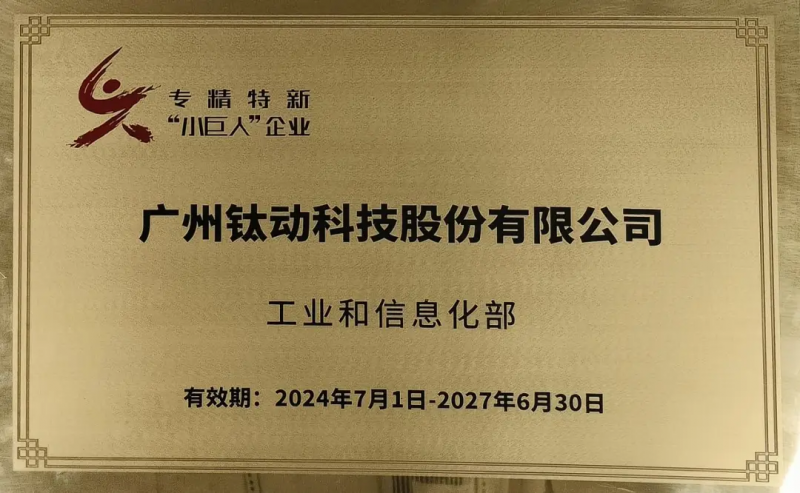 专精特新
“小巨人”企业
广州钛动科技股份有限公司
工业和信息化部
有效期：2024年7月1日-2027年6月30日